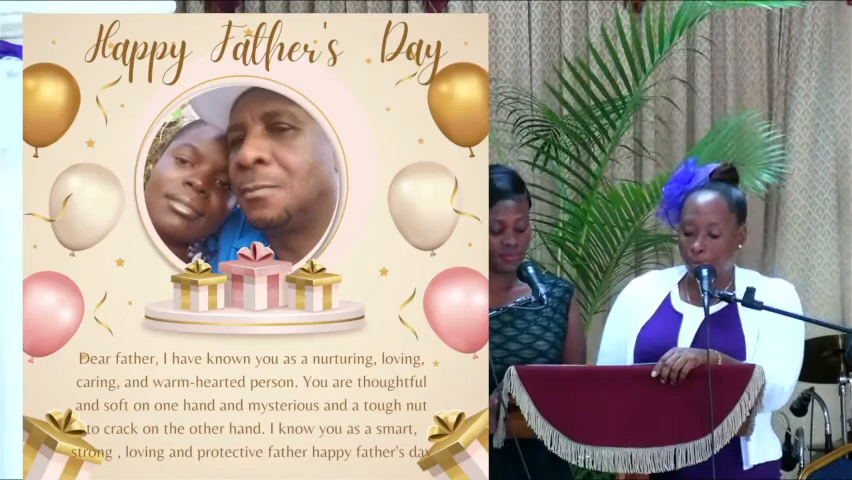 Happy Father's Day
Dear father, I have known you as a nurturing, loving,
caring, and warm-hearted person. You are thoughtful
and soft on one hand and mysterious and a tough nut
to crack on the other hand. I know you as a smart,
strong , loving and protective father happy father's day